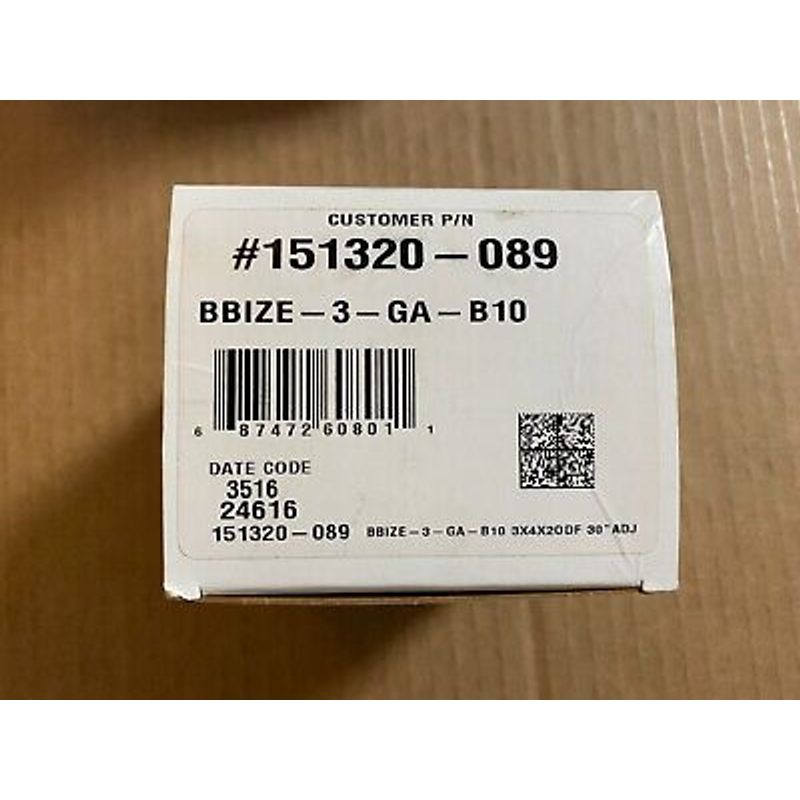 CUSTOMER P/N
#151320-089
BBIZE-3-GA-B10
6 87472 60801 1
DATE CODE
3516
24616
151320-089 BBIZE-3-GA-B10 3X4X2ODF 30" ADJ